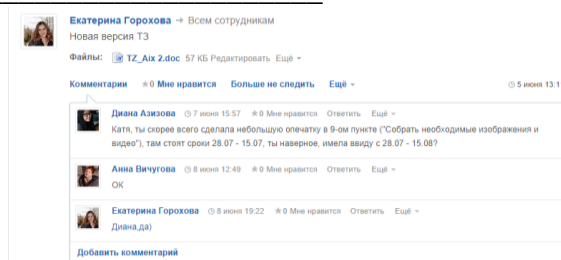 Екатерина Горохова → Всем сотрудникам
Новая версия ТЗ
Файлы: TZ_Aix 2.doc 57 КБ Редактировать Ещё
Комментарии ★0 Мне нравится Больше не следить Ещё 5 июня 13:1
Диана Азизова 7 июня 15:57 ★0 Мне нравится Ответить Ещё
Катя, ты скорее всего сделала небольшую опечатку в 9-ом пункте ("Собрать необходимые изображения и
видео"), там стоят сроки 28.07 - 15.07, ты наверное, имела ввиду с 28.07 - 15.08?
Анна Вичугова 8 июня 12:49 ★0 Мне нравится Ответить Ещё
ОК
Екатерина Горохова 8 июня 19:22 ★0 Мне нравится Ответить Ещё
Диана,да)
Добавить комментарий